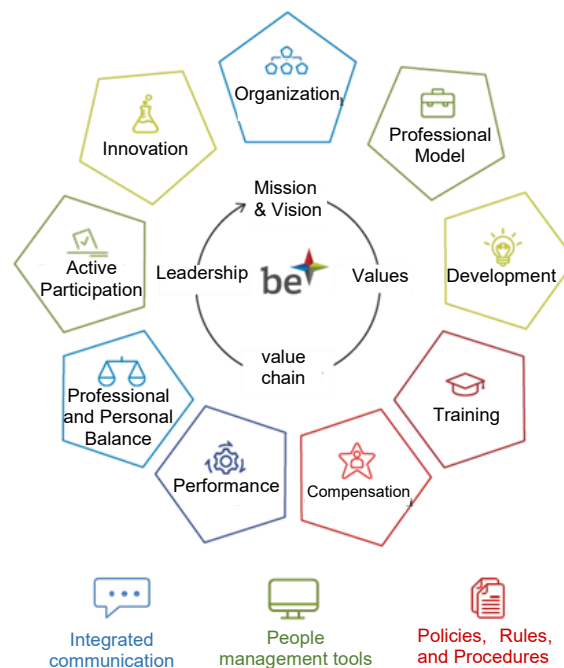 Organization
Innovation
Professional
Model
Mission
& Vision
Active
Participation
Leadership
be
Values
Development
value
chain
Professional
and Personal
Balance
Training
Performance
Compensation
Integrated
communication
People
management tools
Policies, Rules,
and Procedures